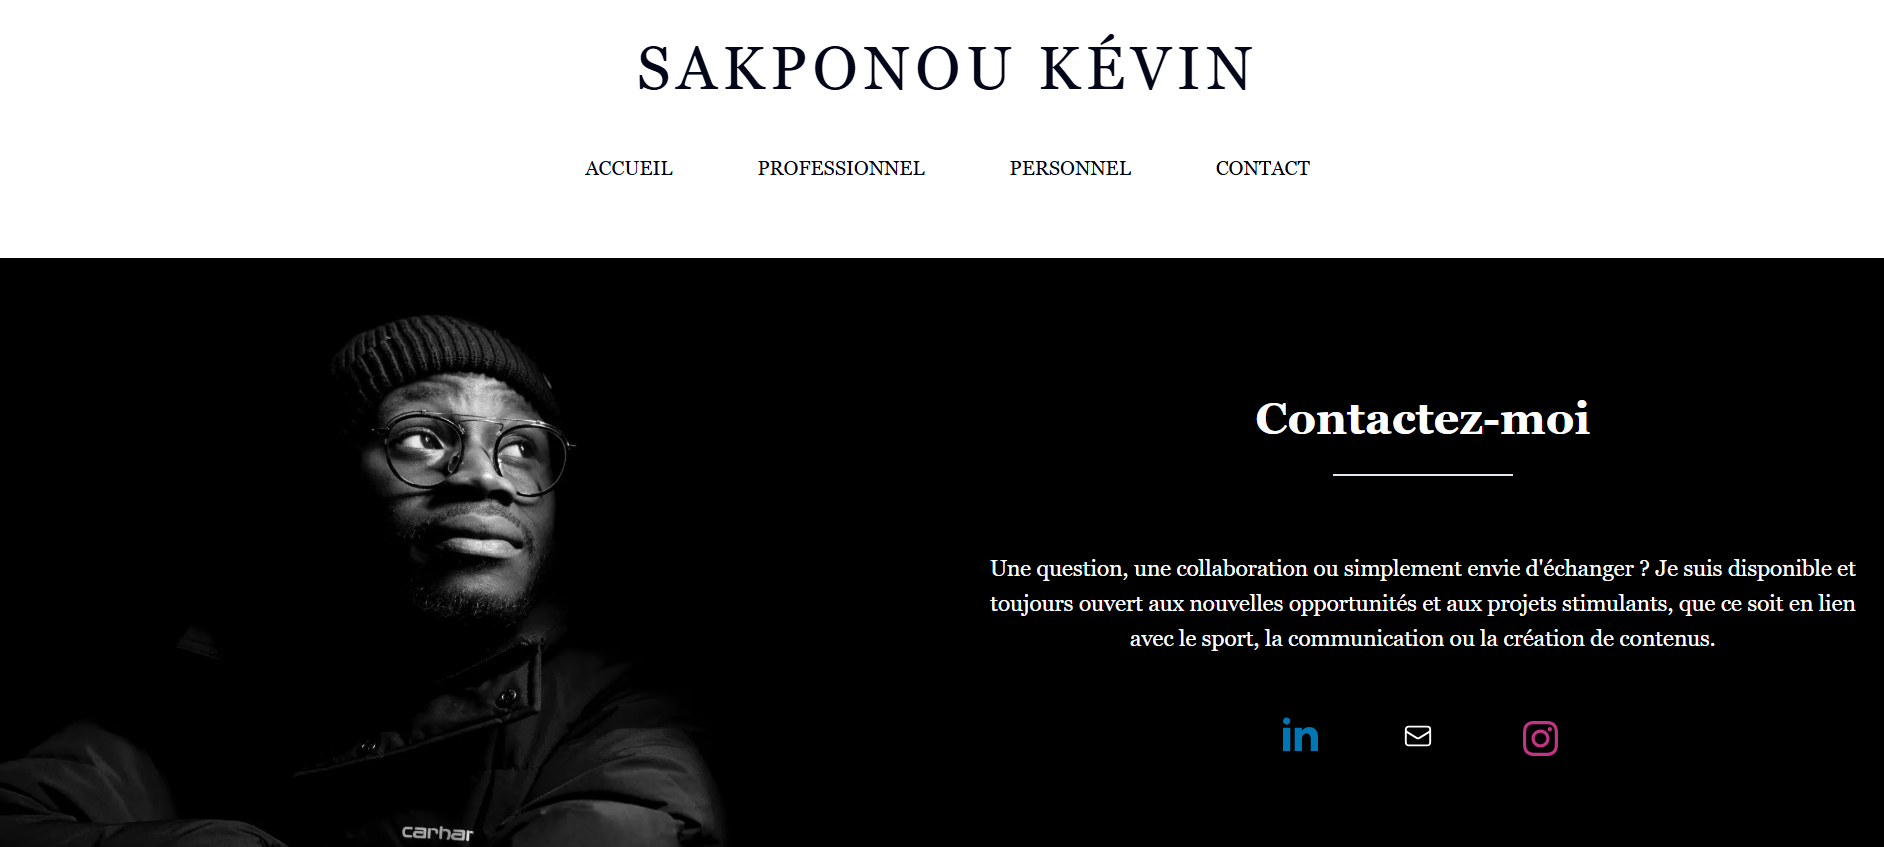 SAKPONOU KÉVIN
ACCUEIL PROFESSIONNEL PERSONNEL CONTACT
Contactez-moi
Une question, une collaboration ou simplement envie d'échanger ? Je suis disponible et
toujours ouvert aux nouvelles opportunités et aux projets stimulants, que ce soit en lien
avec le sport, la communication ou la création de contenus.
in
carhar